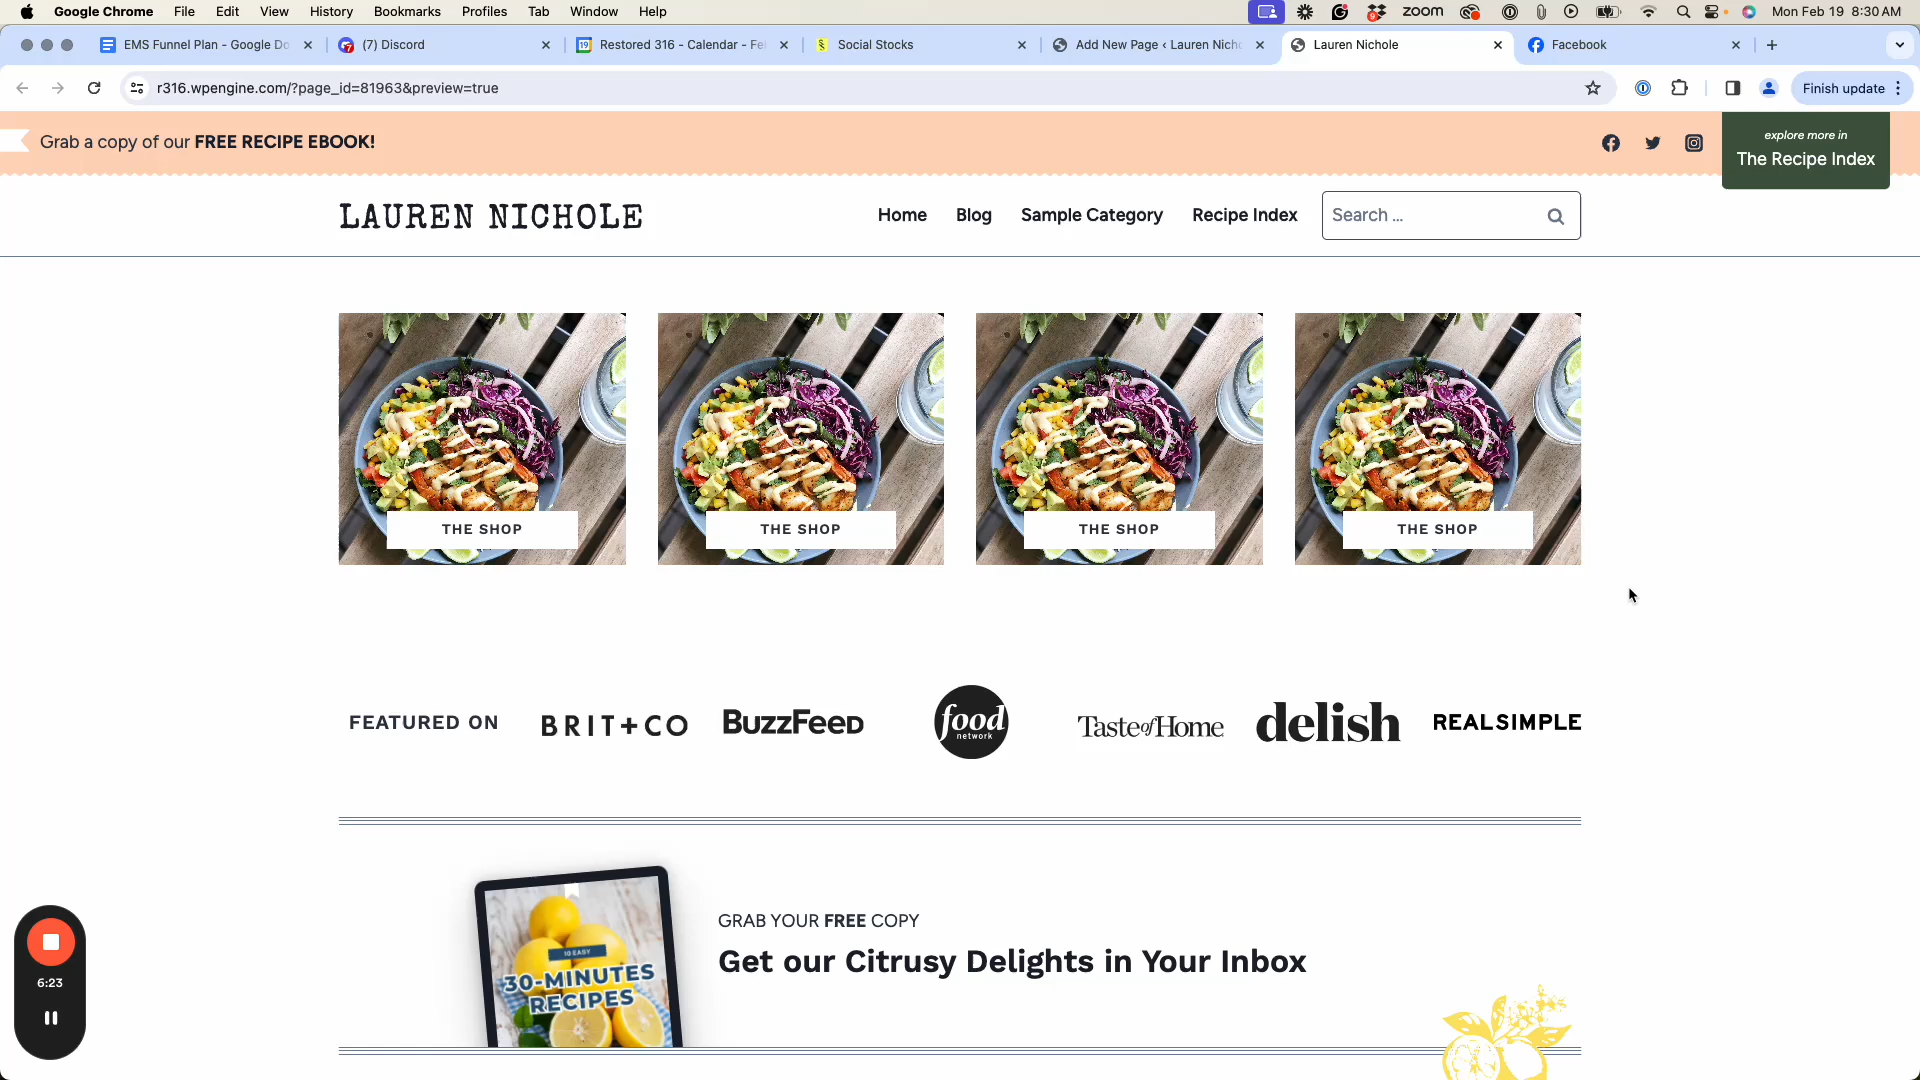 Google Chrome File Edit View History Bookmarks Profiles Tab Window Help zoom Mon Feb 19 8:30 AM
EMS Funnel Plan - Google Do (7) Discord Restored 316 - Calendar - Fe Social Stocks Add New Page ‹ Lauren Nicho Lauren Nichole Facebook
r316.wpengine.com/?page_id=81963&preview=true Finish update
Grab a copy of our FREE RECIPE EBOOK!
explore more in
The Recipe Index
LAUREN NICHOLE Home Blog Sample Category Recipe Index Search ...
THE SHOP THE SHOP THE SHOP THE SHOP
FEATURED ON BRIT+CO BuzzFeeD food network Taste of Home delish REALSIMPLE
10 EASY
30-MINUTES
RECIPES
GRAB YOUR FREE COPY
Get our Citrusy Delights in Your Inbox
6:23